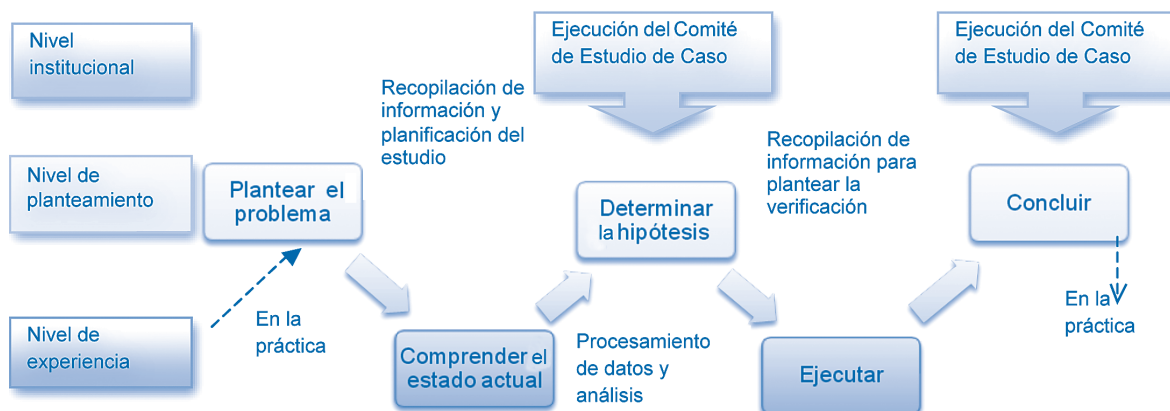 Nivel
institucional
Ejecución del Comité
de Estudio de Caso
Ejecución del Comité
de Estudio de Caso
Recopilación de
información y
planificación del
estudio
Recopilación de
información para
plantear la
verificación
Nivel de
planteamiento
Plantear el
problema
Determinar
la hipótesis
Concluir
Nivel de
experiencia
En la
práctica
Comprender el
estado actual
Procesamiento
de datos y
análisis
Ejecutar
En la
práctica